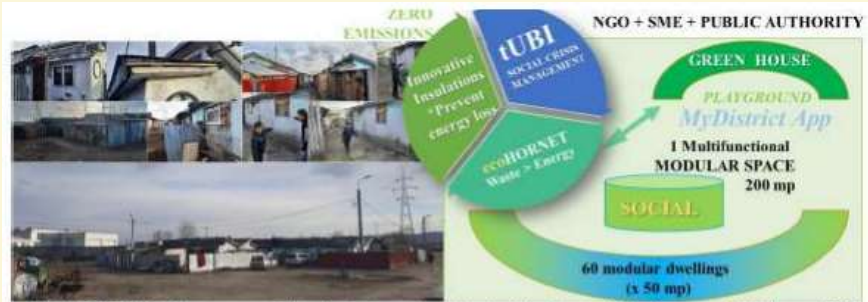 ZERO
EMISSIONS
Innovative
Insulations
*Prevent
energy loss
tUBI
SOCIAL CRISIS
MANAGEMENT
ecoHORNET
Waste > Energy
NGO + SME + PUBLIC AUTHORITY
GREEN HOUSE
PLAYGROUND
MyDistrict App
1 Multifunctional
MODULAR SPACE
200 mp
SOCIAL
60 modular dwellings
(x 50 mp)